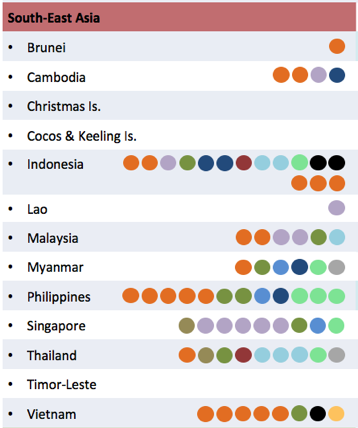 South-East Asia
• Brunei
• Cambodia
• Christmas Is.
• Cocos & Keeling Is.
• Indonesia
• Lao
• Malaysia
• Myanmar
• Philippines
• Singapore
• Thailand
• Timor-Leste
• Vietnam